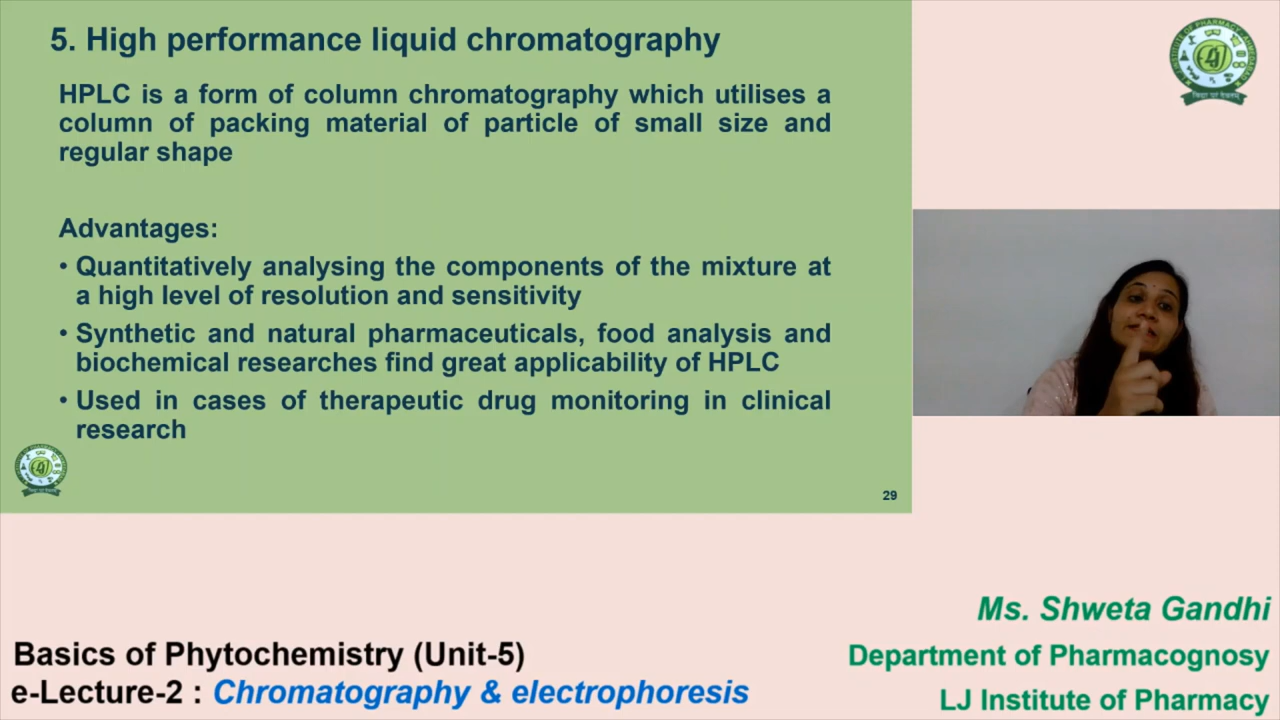 5. High performance liquid chromatography
HPLC is a form of column chromatography which utilises a
column of packing material of particle of small size and
regular shape
Advantages:
• Quantitatively analysing the components of the mixture at
a high level of resolution and sensitivity
• Synthetic and natural pharmaceuticals, food analysis and
biochemical researches find great applicability of HPLC
• Used in cases of therapeutic drug monitoring in clinical
research
29
Ms. Shweta Gandhi
Basics of Phytochemistry (Unit-5)
Department of Pharmacognosy
e-Lecture-2 : Chromatography & electrophoresis
LJ Institute of Pharmacy